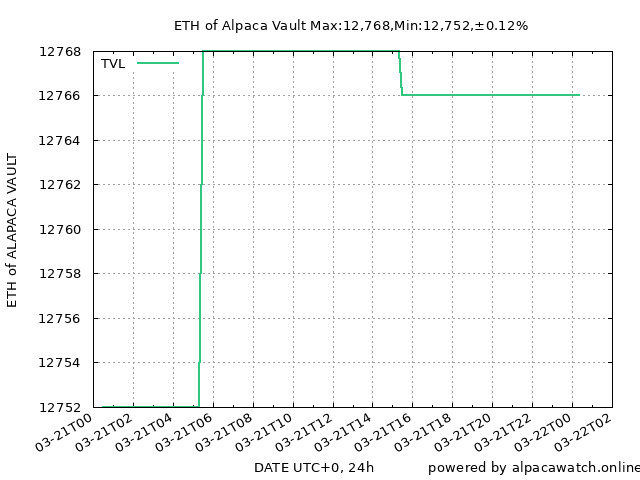 ETH of Alpaca Vault Max:12,768,Min:12,752,±0.12%
TVL
ETH of ALAPACA VAULT
12768
12766
12764
12762
12760
12758
12756
12754
12752
03-21T00
03-21T02
03-21T04
03-21T06
03-21T08
03-21T10
03-21T12
03-21T14
03-21T16
03-21T18
03-21T20
03-21T22
03-22T00
03-22T02
DATE UTC+0, 24h
powered by alpacawatch.online